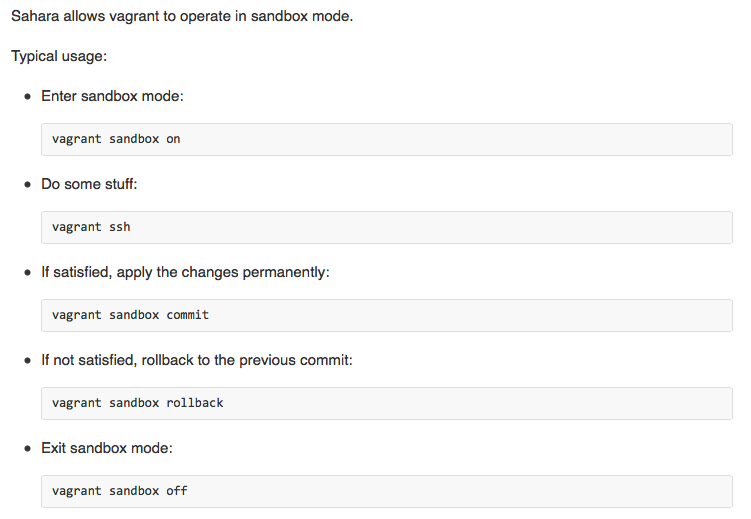 Sahara allows vagrant to operate in sandbox mode.
Typical usage:
• Enter sandbox mode:
vagrant sandbox on
• Do some stuff:
vagrant ssh
• If satisfied, apply the changes permanently:
vagrant sandbox commit
• If not satisfied, rollback to the previous commit:
vagrant sandbox rollback
• Exit sandbox mode:
vagrant sandbox off